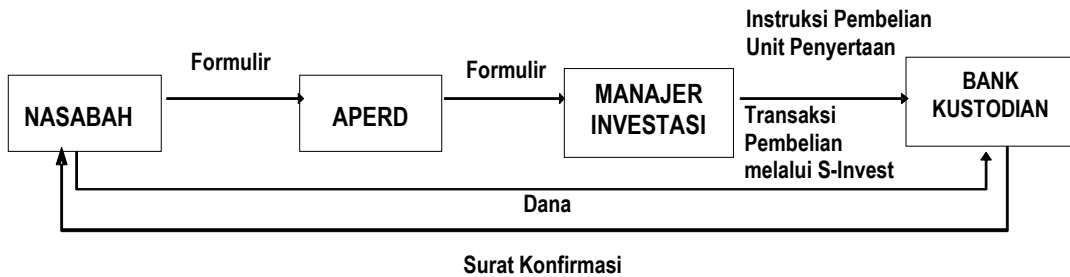 Instruksi Pembelian
Unit Penyertaan
Formulir
Formulir
NASABAH
APERD
MANAJER
INVESTASI
BANK
KUSTODIAN
Transaksi
Pembelian
melalui S-Invest
Dana
Surat Konfirmasi